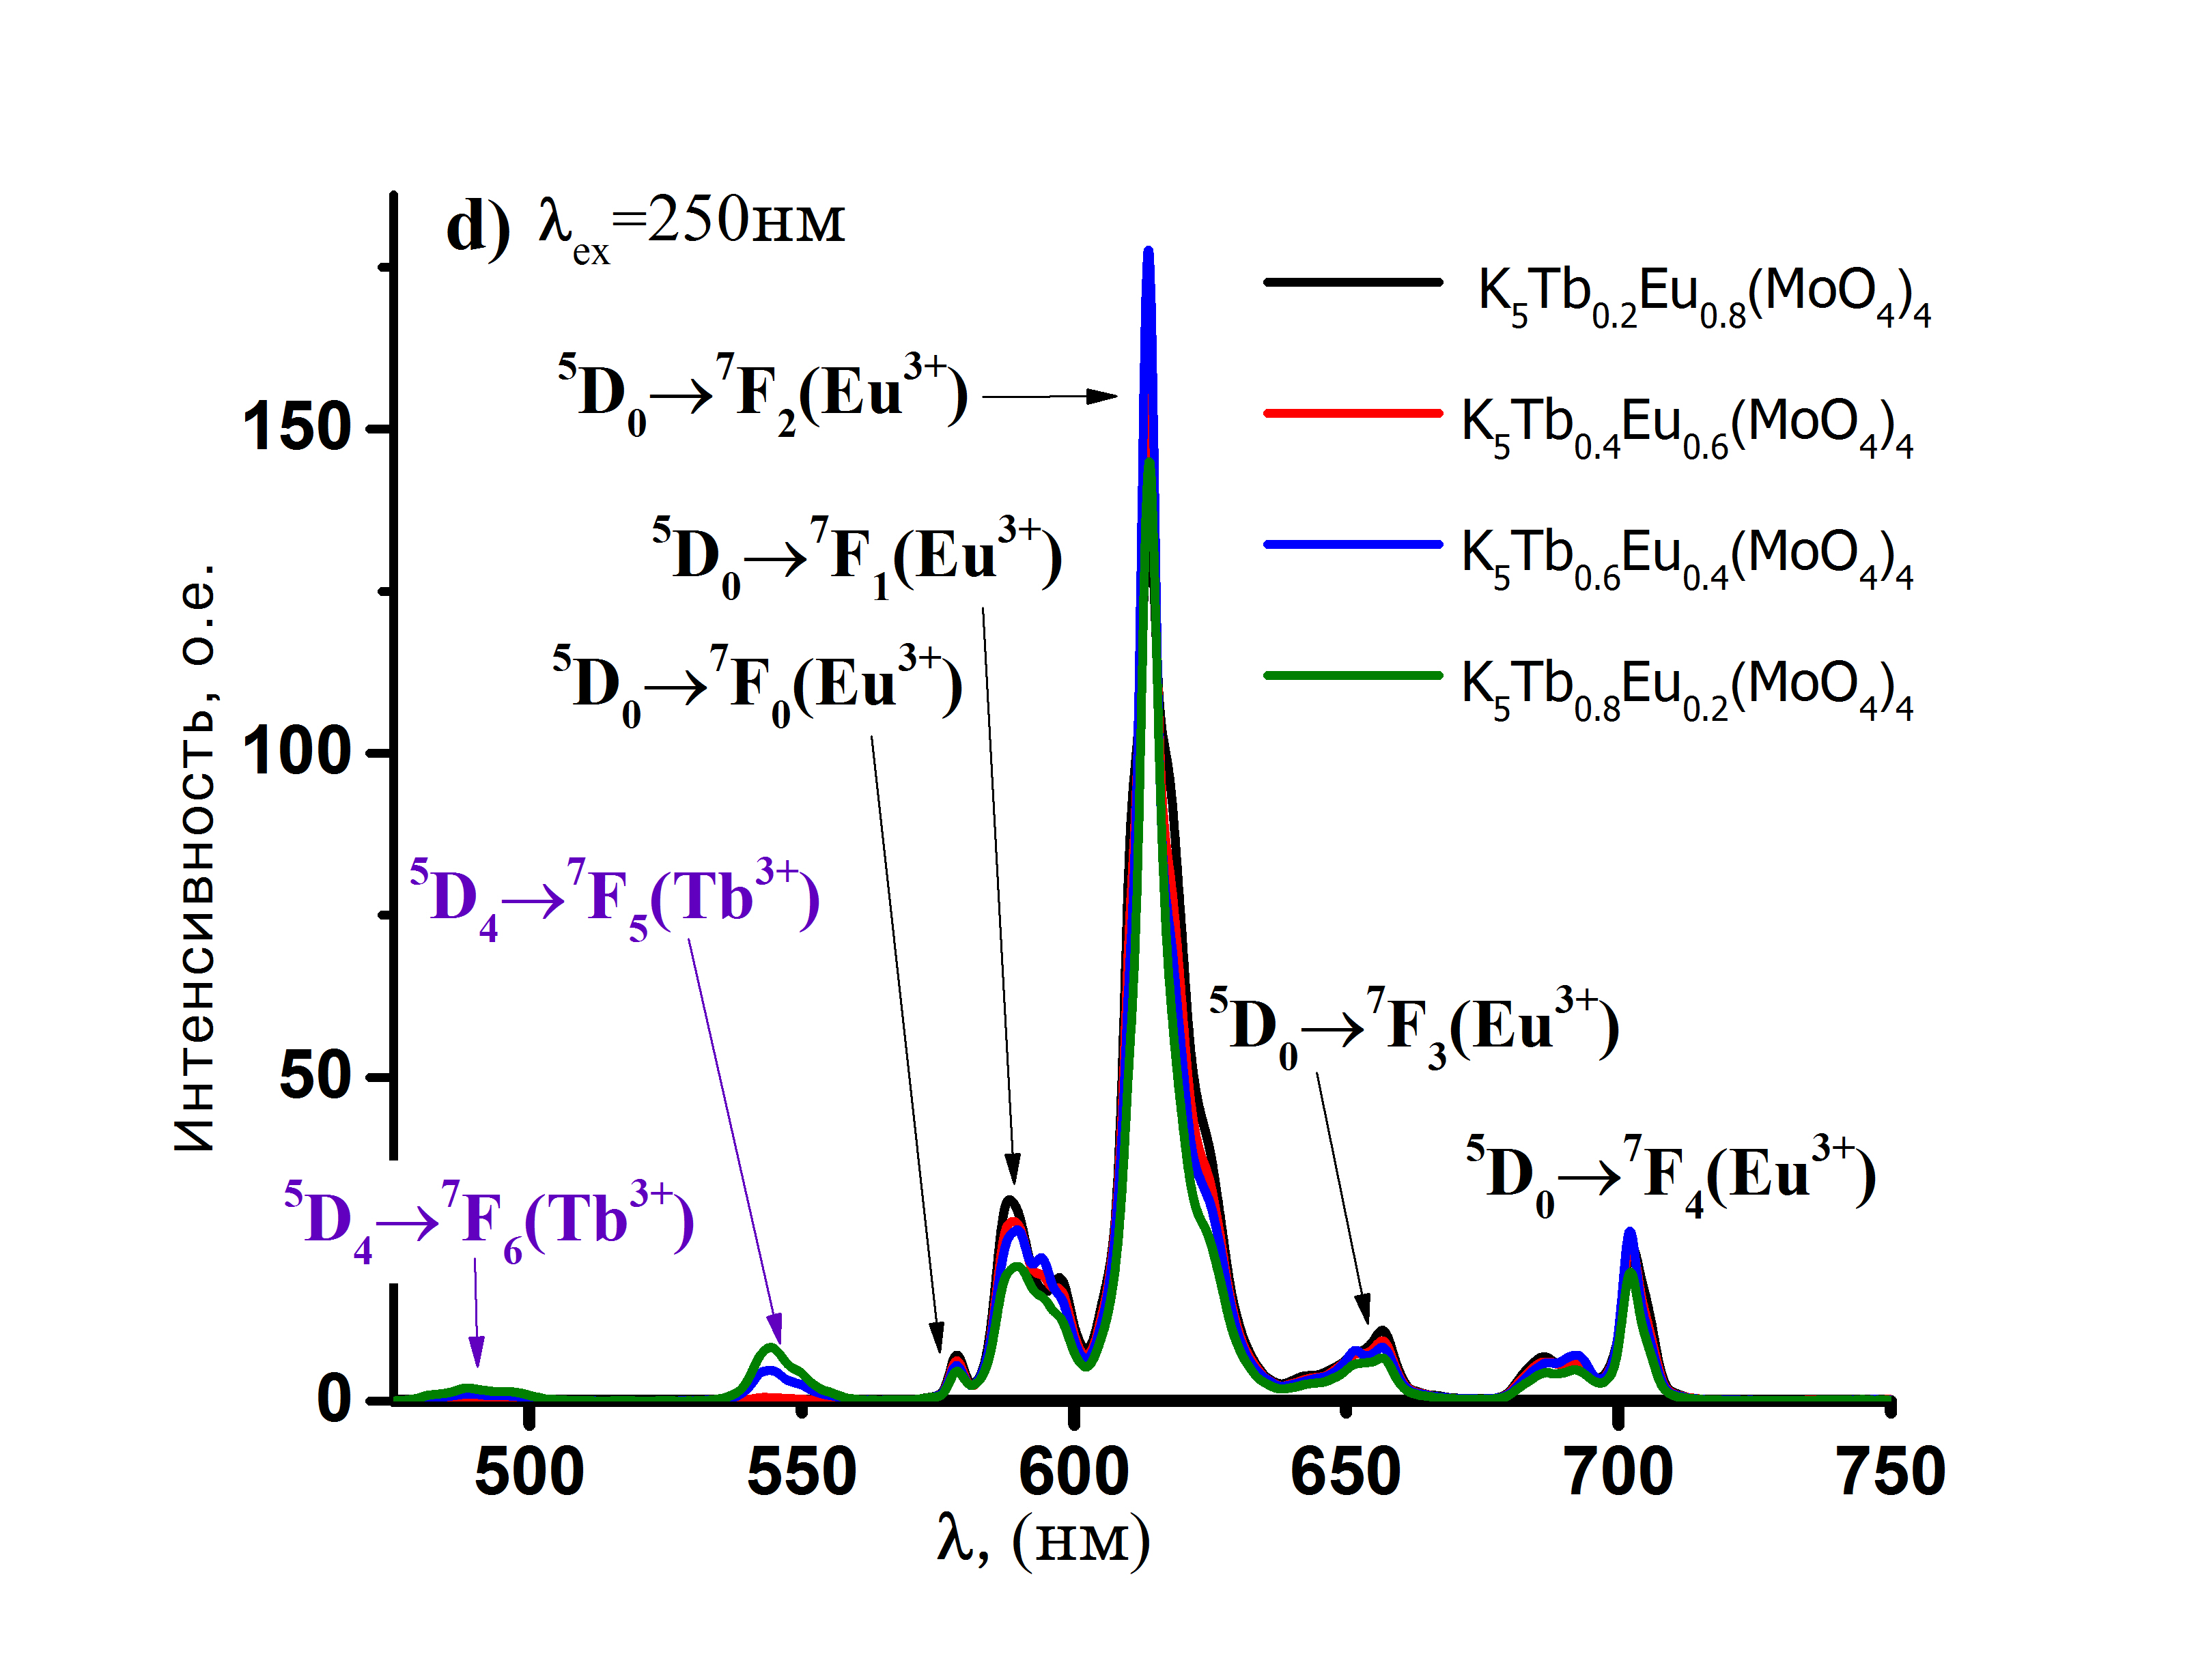 d) λex=250нм
K5Tb0.2Eu0.8(MoO4)4
K5Tb0.4Eu0.6(MoO4)4
K5Tb0.6Eu0.4(MoO4)4
K5Tb0.8Eu0.2(MoO4)4
5D0→7F2(Eu3+)
5D0→7F1(Eu3+)
5D0→7F0(Eu3+)
5D4→7F5(Tb3+)
5D4→7F6(Tb3+)
5D0→7F3(Eu3+)
5D0→7F4(Eu3+)
Интенсивность, о.е.
150
100
50
0
500 550 600 650 700 750
λ, (нм)